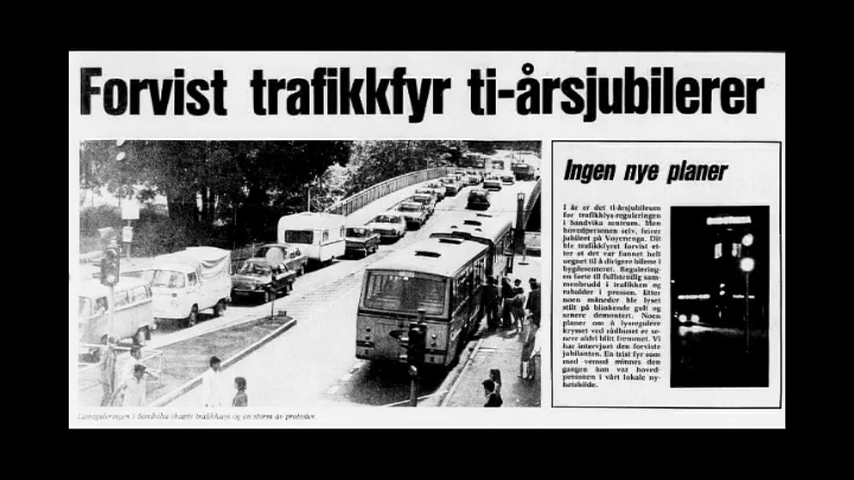 Forvist trafikkfyr ti-årsjubilerer
Ingen nye planer
I år er det ti-årsjubileum
for trafikklys-reguleringen
i Sandvika sentrum. Men
hovedpersonen selv, feirer
jubileet på Vøyenenga. Dit
ble trafikkfyret forvist et-
ter at det var funnet helt
uegnet til å dirigere bilene i
bygdesenteret. Regulering-
en førte til fullstendig sam-
menbrudd i trafikken og
rabalder i pressen. Etter
noen måneder ble lyset
stilt på blinkende gult og
senere demontert. Noen
planer om å lysregulere
krysset ved rådhuset er se-
nere aldri blitt fremmet. Vi
har intervjuet den forviste
jubilanten. En trist fyr som
med vemod minnes den
gangen han var hoved-
personen i vårt lokale ny-
hetsbilde.
Lysreguleringen i Sandvika skapte trafikkaos og en storm av protester.